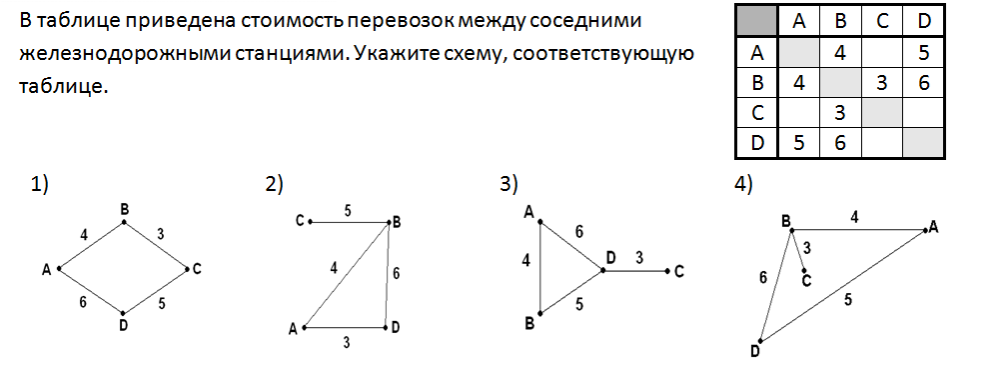 В таблице приведена стоимость перевозок между соседними
железнодорожными станциями. Укажите схему, соответствующую
таблице.
A B C D
A 4 5
B 4 3 6
C 3
D 5 6
1) 2) 3) 4)
B
4 3
A C
6 5
D
C 5 B
4 6
A D
3
A
6
4 D 3 C
5
B
B 4 A
3
6 C
5
D